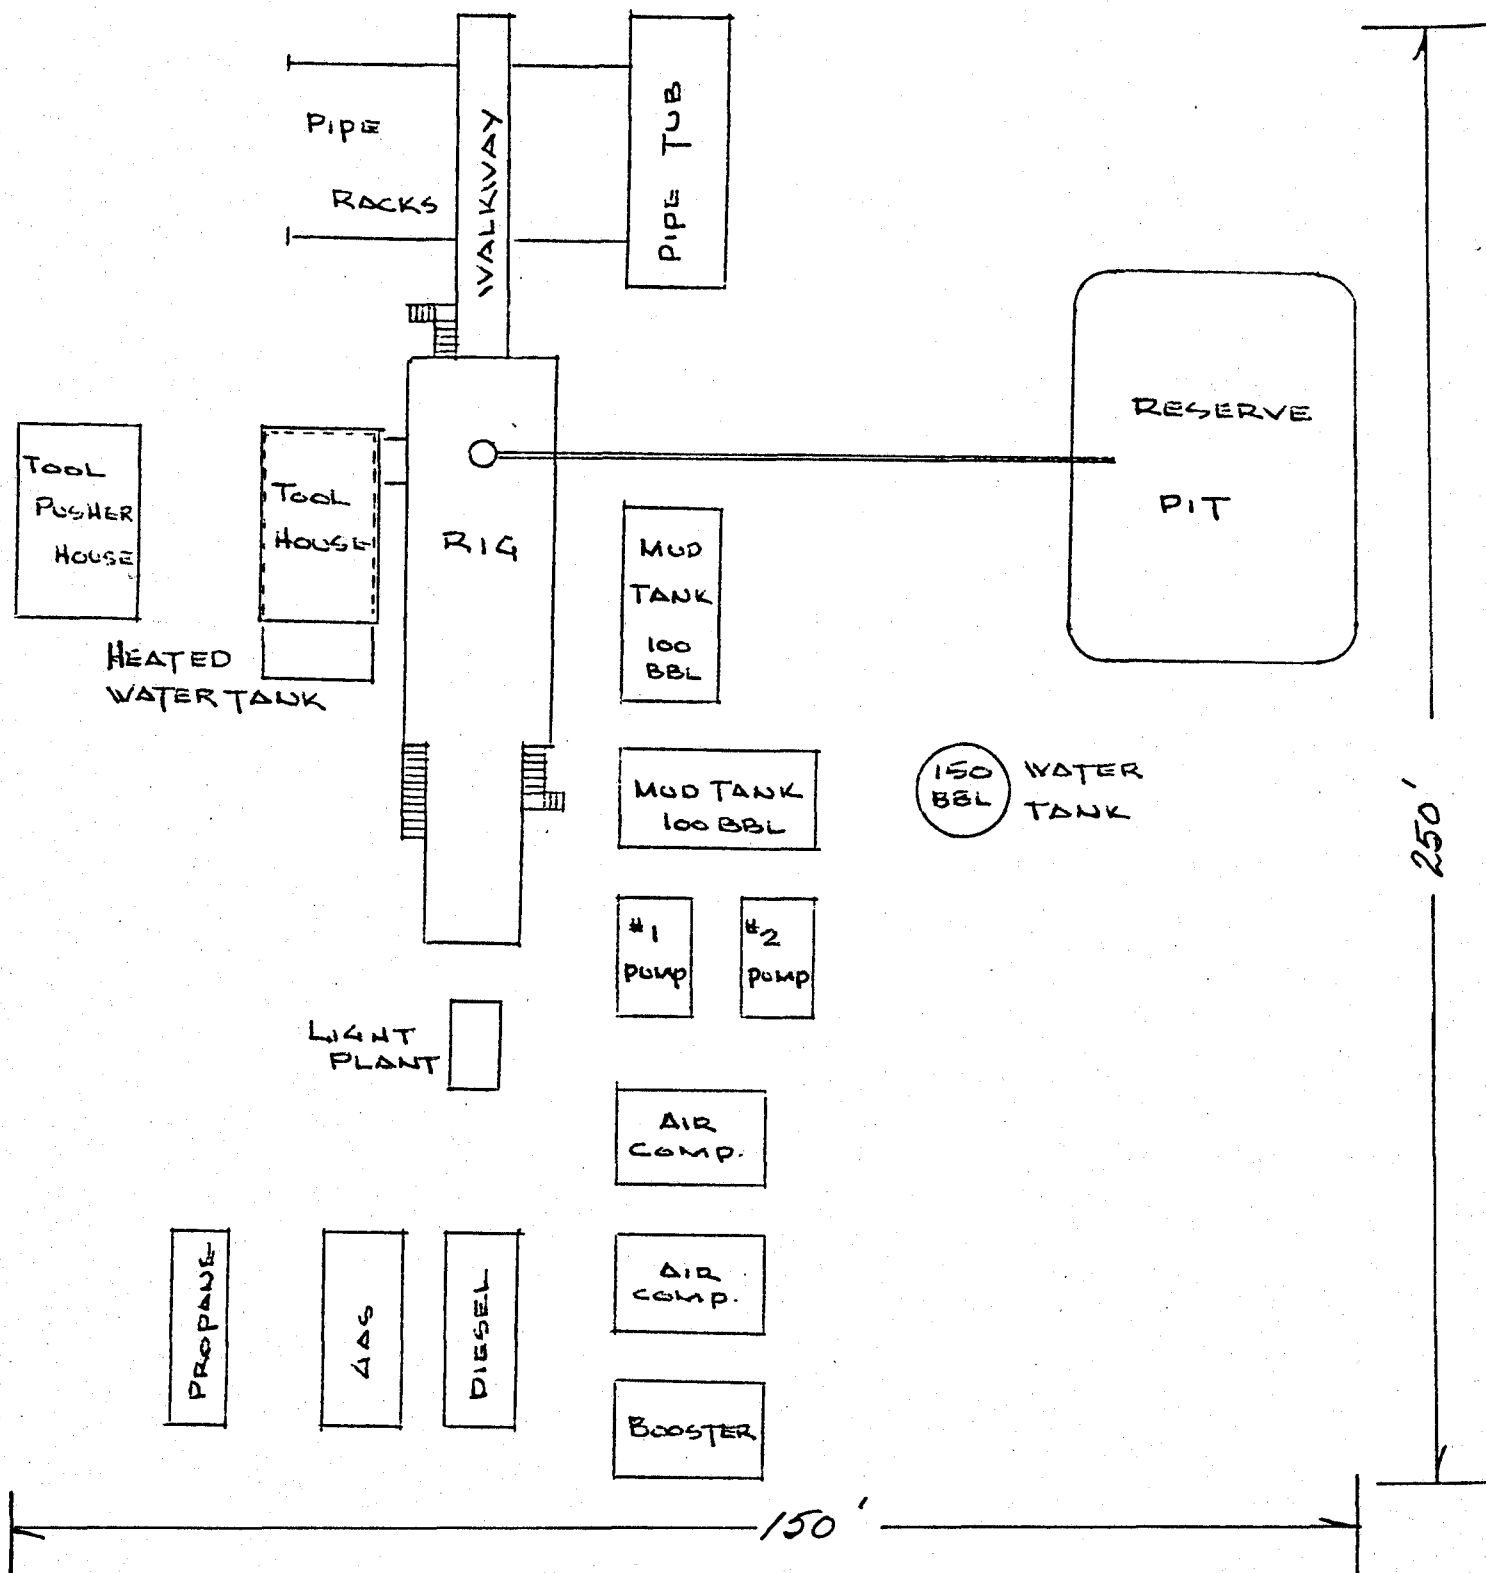 PIPE
RACKS
WALKWAY
PIPE TUB
TOOL
PUSHER
HOUSE
TOOL
HOUSE
HEATED
WATER TANK
RIG
MUD
TANK
100
BBL
RESERVE
PIT
MUD TANK
100 BBL
150
BBL
WATER
TANK
250'
#1
PUMP
#2
PUMP
LIGHT
PLANT
AIR
COMP.
AIR
COMP.
PROPANE
GAS
DIESEL
BOOSTER
150'